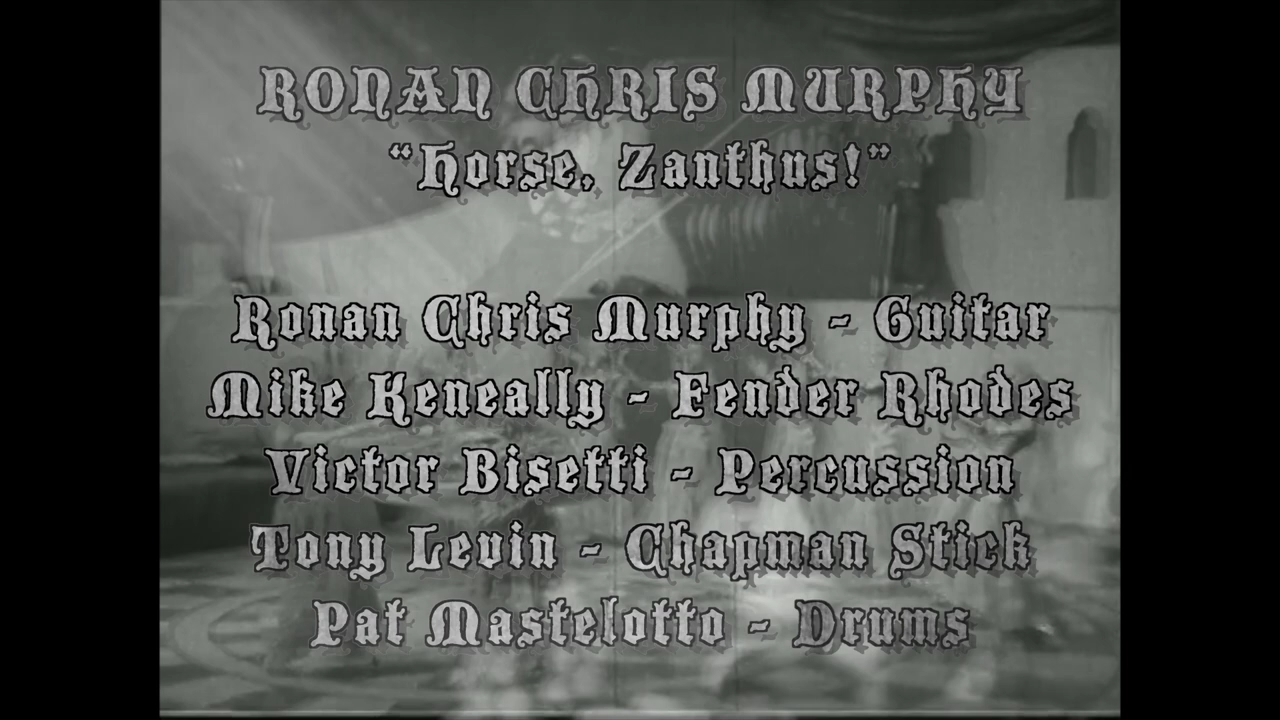 RONAN CHRIS MURPHY
“Horse, Zanthus!”
Ronan Chris Murphy - Guitar
Mike Keneally - Fender Rhodes
Victor Bisetti - Percussion
Tony Levin - Chapman Stick
Pat Mastelotto - Drums